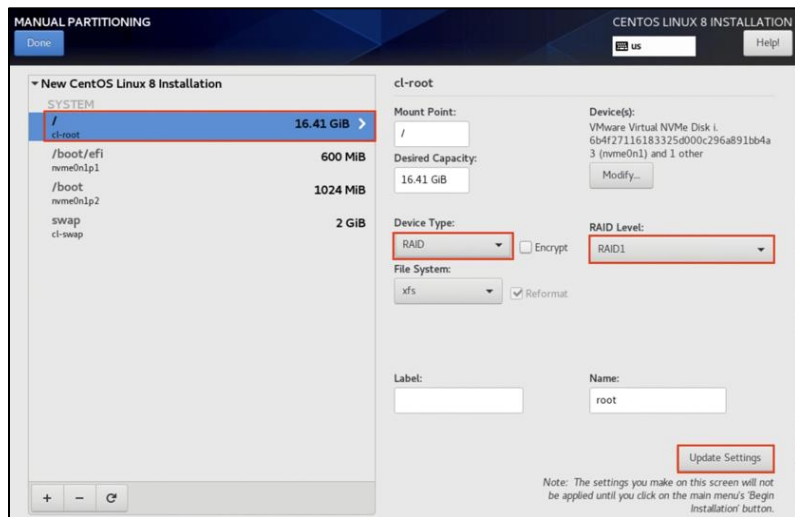 MANUAL PARTITIONING
Done
CENTOS LINUX 8 INSTALLATION
us
Help!
New CentOS Linux 8 Installation
SYSTEM
/
cl-root
16.41 GiB
/boot/efi
nvme0n1p1
600 MiB
/boot
nvme0n1p2
1024 MiB
swap
cl-swap
2 GiB
+ −
cl-root
Mount Point:
/
Desired Capacity:
16.41 GiB
Device(s):
VMware Virtual NVMe Disk i.
6b4f27116183325d000c296a891bb4a
3 (nvme0n1) and 1 other
Modify...
Device Type:
RAID
Encrypt
RAID Level:
RAID1
File System:
xfs
Reformat
Label:
Name:
root
Update Settings
Note: The settings you make on this screen will not
be applied until you click on the main menu's 'Begin
Installation' button.